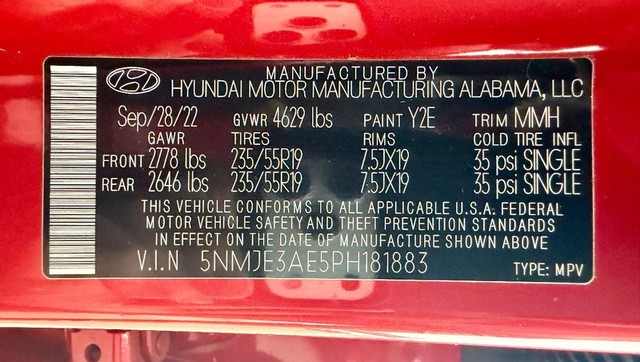 MANUFACTURED BY
HYUNDAI MOTOR MANUFACTURING ALABAMA, LLC
Sep/28/22 GVWR 4629 lbs PAINT Y2E TRIM MMH
GAWR TIRES RIMS COLD TIRE INFL
FRONT 2778 lbs 235/55R19 7.5JX19 35 psi SINGLE
REAR 2646 lbs 235/55R19 7.5JX19 35 psi SINGLE
THIS VEHICLE CONFORMS TO ALL APPLICABLE U.S.A. FEDERAL
MOTOR VEHICLE SAFETY AND THEFT PREVENTION STANDARDS
IN EFFECT ON THE DATE OF MANUFACTURE SHOWN ABOVE
V.I.N 5NMJE3AE5PH181883 TYPE: MPV